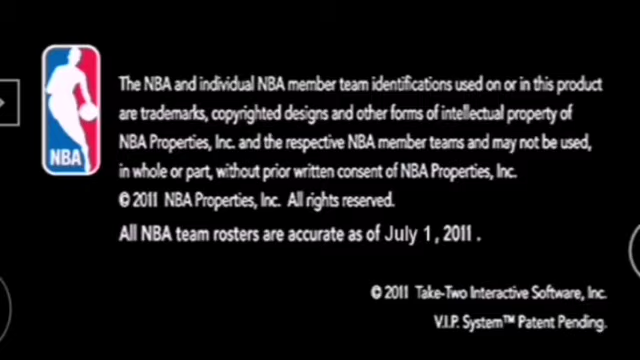 NBA
The NBA and individual NBA member team identifications used on or in this product
are trademarks, copyrighted designs and other forms of intellectual property of
NBA Properties, Inc. and the respective NBA member teams and may not be used,
in whole or part, without prior written consent of NBA Properties, Inc.
© 2011 NBA Properties, Inc. All rights reserved.
All NBA team rosters are accurate as of July 1, 2011.
© 2011 Take-Two Interactive Software, Inc.
V.I.P. System™ Patent Pending.